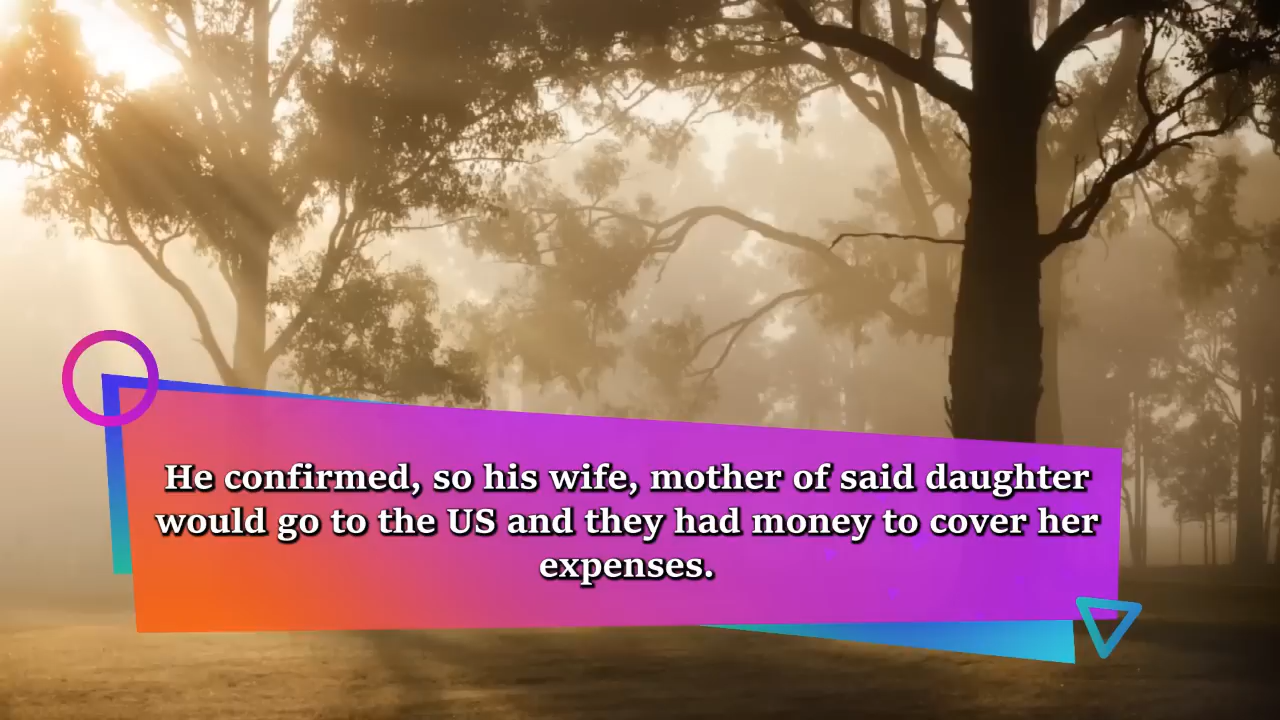 He confirmed, so his wife, mother of said daughter
would go to the US and they had money to cover her
expenses.